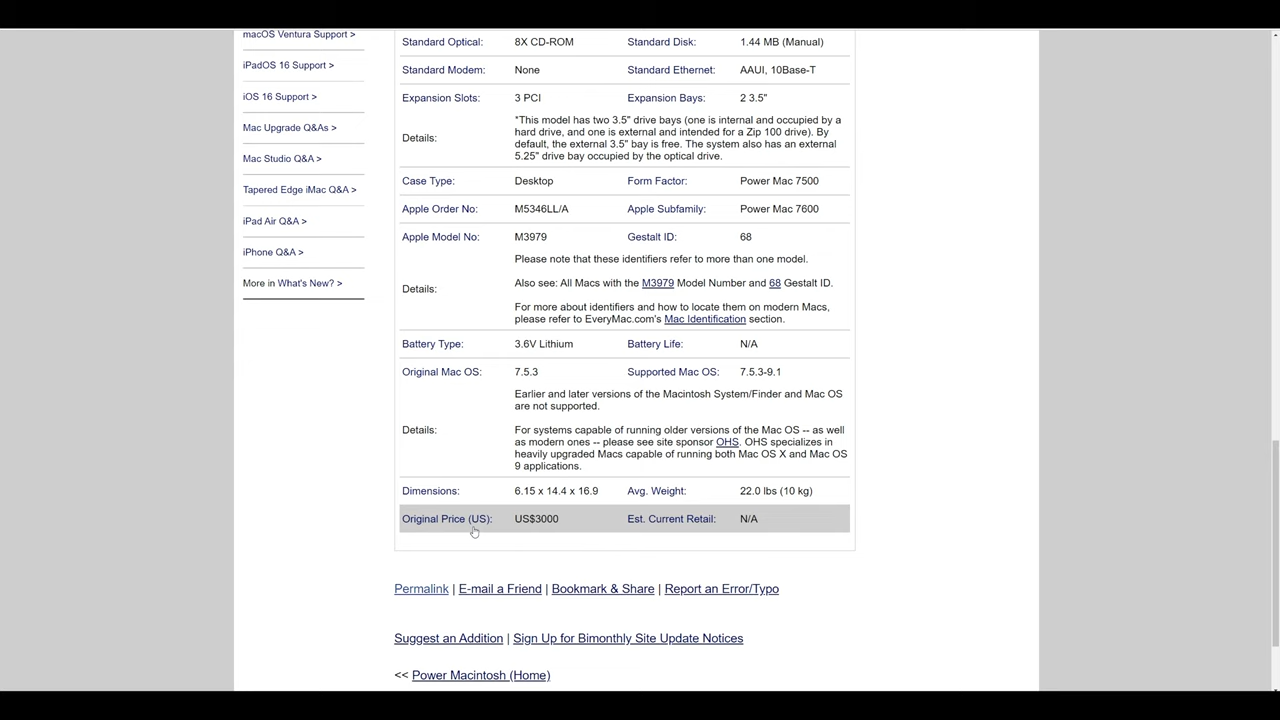 macOS Ventura Support >
iPadOS 16 Support >
iOS 16 Support >
Mac Upgrade Q&As >
Mac Studio Q&A >
Tapered Edge iMac Q&A >
iPad Air Q&A >
iPhone Q&A >
More in What's New? >
Standard Optical: 8X CD-ROM Standard Disk: 1.44 MB (Manual)
Standard Modem: None Standard Ethernet: AAUI, 10Base-T
Expansion Slots: 3 PCI Expansion Bays: 2 3.5"
Details:
*This model has two 3.5" drive bays (one is internal and occupied by a
hard drive, and one is external and intended for a Zip 100 drive). By
default, the external 3.5" bay is free. The system also has an external
5.25" drive bay occupied by the optical drive.
Case Type: Desktop Form Factor: Power Mac 7500
Apple Order No: M5346LL/A Apple Subfamily: Power Mac 7600
Apple Model No: M3979 Gestalt ID: 68
Details:
Please note that these identifiers refer to more than one model.
Also see: All Macs with the M3979 Model Number and 68 Gestalt ID.
For more about identifiers and how to locate them on modern Macs,
please refer to EveryMac.com's Mac Identification section.
Battery Type: 3.6V Lithium Battery Life: N/A
Original Mac OS: 7.5.3 Supported Mac OS: 7.5.3-9.1
Details:
Earlier and later versions of the Macintosh System/Finder and Mac OS
are not supported.
For systems capable of running older versions of the Mac OS -- as well
as modern ones -- please see site sponsor OHS. OHS specializes in
heavily upgraded Macs capable of running both Mac OS X and Mac OS
9 applications.
Dimensions: 6.15 x 14.4 x 16.9 Avg. Weight: 22.0 lbs (10 kg)
Original Price (US): US$3000 Est. Current Retail: N/A
Permalink | E-mail a Friend | Bookmark & Share | Report an Error/Typo
Suggest an Addition | Sign Up for Bimonthly Site Update Notices
<< Power Macintosh (Home)